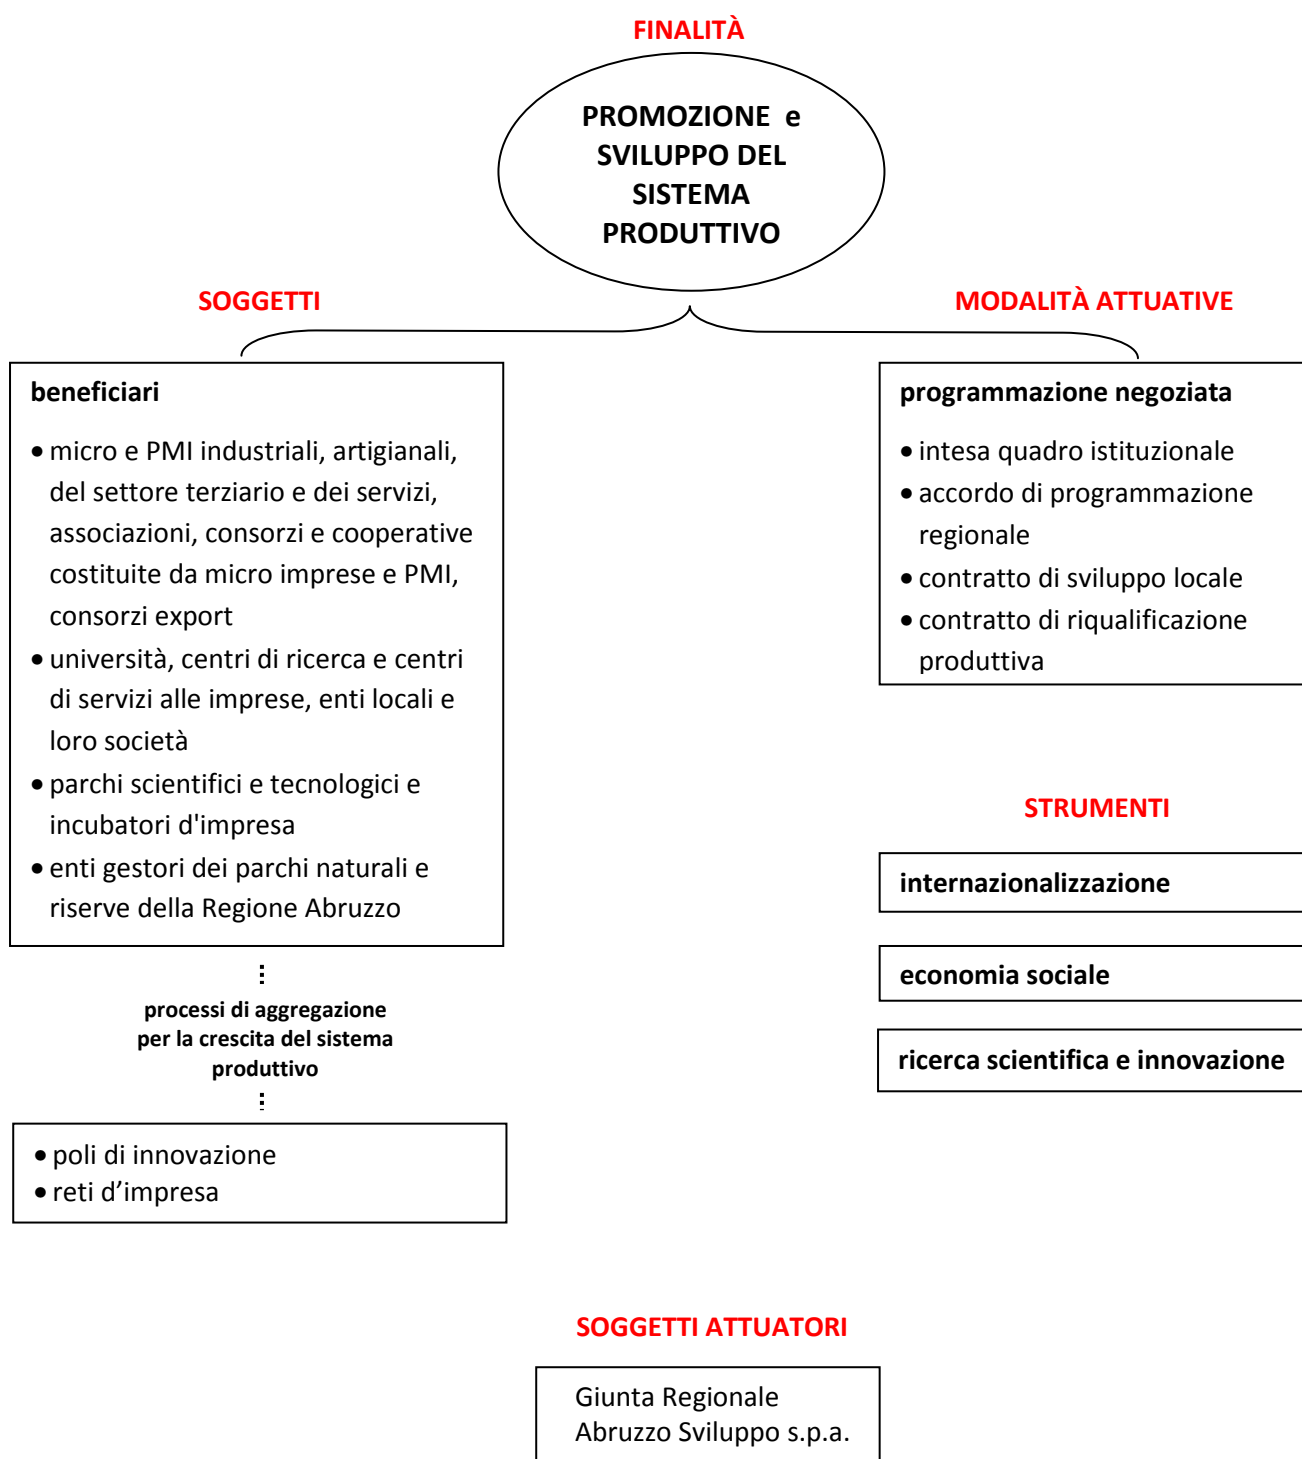 FINALITÀ
PROMOZIONE e
SVILUPPO DEL
SISTEMA
PRODUTTIVO
SOGGETTI
beneficiari
• micro e PMI industriali, artigianali,
del settore terziario e dei servizi,
associazioni, consorzi e cooperative
costituite da micro imprese e PMI,
consorzi export
• università, centri di ricerca e centri
di servizi alle imprese, enti locali e
loro società
• parchi scientifici e tecnologici e
incubatori d'impresa
• enti gestori dei parchi naturali e
riserve della Regione Abruzzo
processi di aggregazione
per la crescita del sistema
produttivo
• poli di innovazione
• reti d’impresa
MODALITÀ ATTUATIVE
programmazione negoziata
• intesa quadro istituzionale
• accordo di programmazione
regionale
• contratto di sviluppo locale
• contratto di riqualificazione
produttiva
STRUMENTI
internazionalizzazione
economia sociale
ricerca scientifica e innovazione
SOGGETTI ATTUATORI
Giunta Regionale
Abruzzo Sviluppo s.p.a.